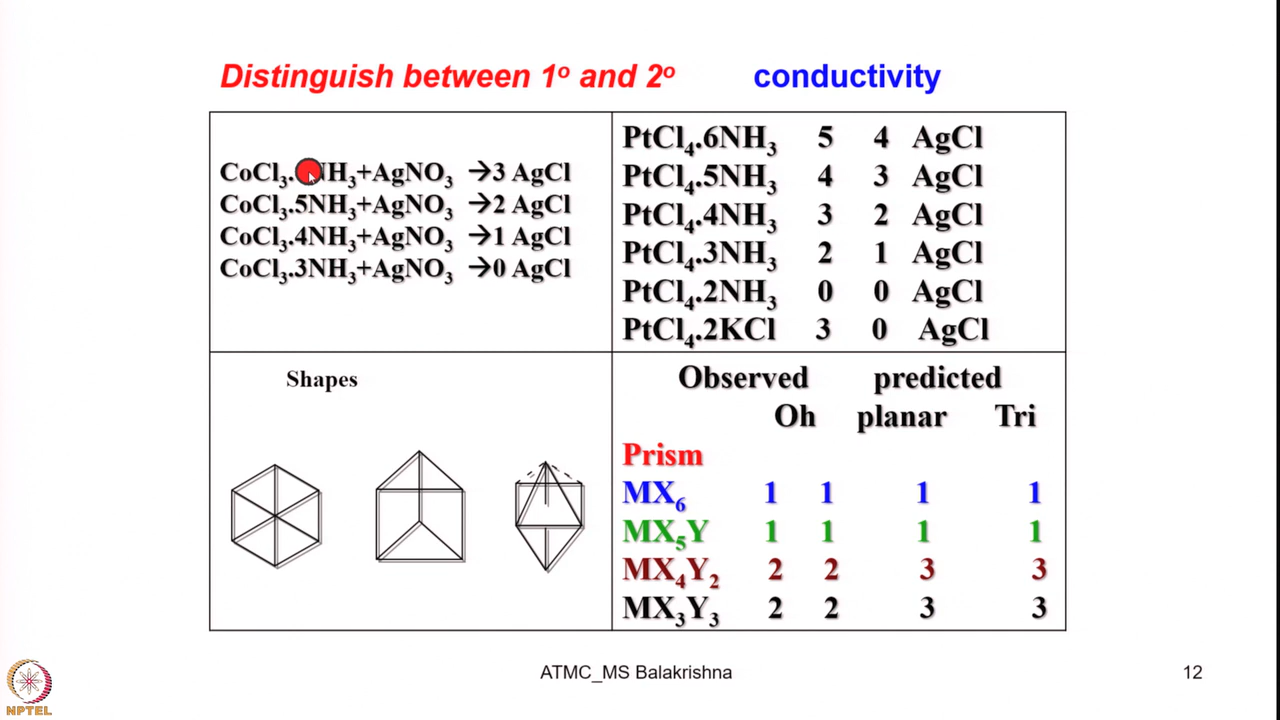 Distinguish between 1º and 2º conductivity
CoCl₃. NH₃+AgNO₃ →3 AgCl
CoCl₃.5NH₃+AgNO₃ →2 AgCl
CoCl₃.4NH₃+AgNO₃ →1 AgCl
CoCl₃.3NH₃+AgNO₃ →0 AgCl
PtCl₄.6NH₃ 5 4 AgCl
PtCl₄.5NH₃ 4 3 AgCl
PtCl₄.4NH₃ 3 2 AgCl
PtCl₄.3NH₃ 2 1 AgCl
PtCl₄.2NH₃ 0 0 AgCl
PtCl₄.2KCl 3 0 AgCl
Shapes
Observed predicted
Oh planar Tri
Prism
MX₆ 1 1 1 1
MX₅Y 1 1 1 1
MX₄Y₂ 2 2 3 3
MX₃Y₃ 2 2 3 3
NPTEL
ATMC_MS Balakrishna
12